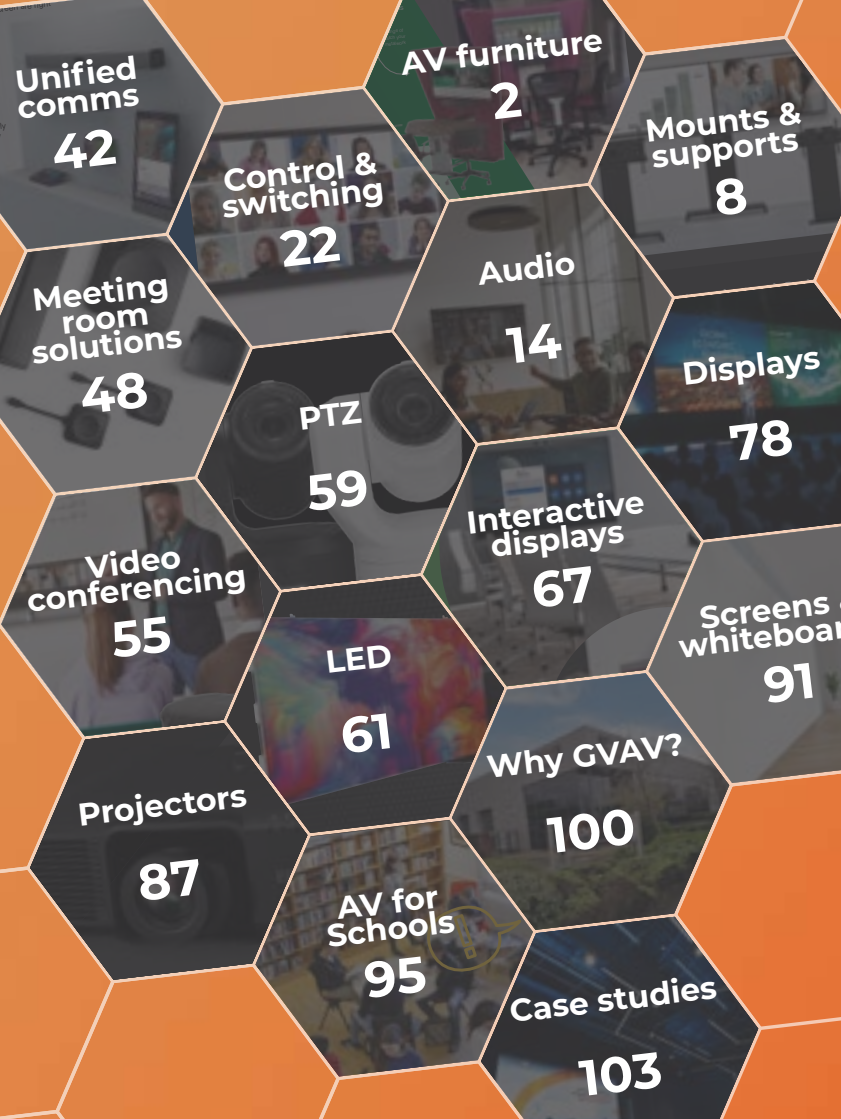 Unified
comms
42
AV furniture
2
Mounts &
supports
8
Control &
switching
22
Audio
14
Meeting
room
solutions
48
Displays
78
PTZ
59
Interactive
displays
67
Video
conferencing
55
Screens
91
LED
61
Why GVAV?
100
Projectors
87
AV for
Schools
95
Case studies
103